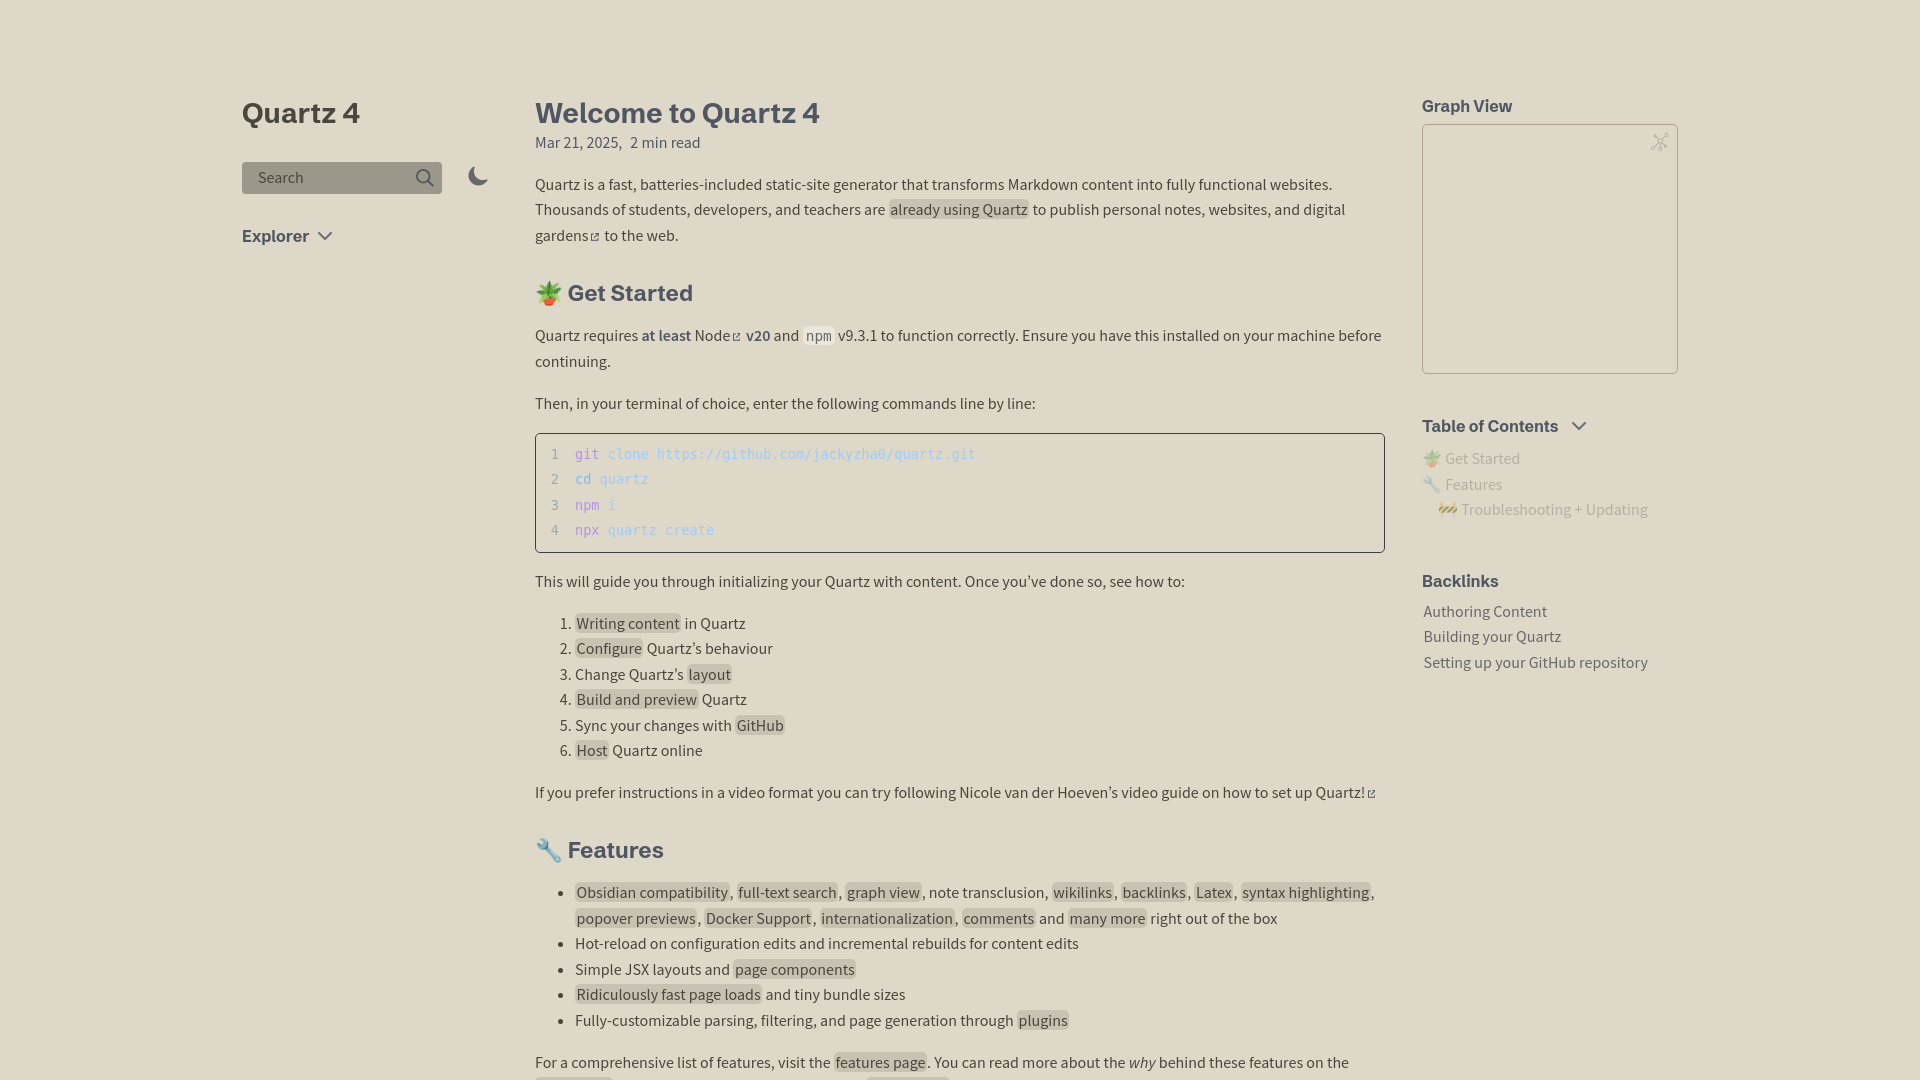 Quartz 4
Search
Explorer
Welcome to Quartz 4
Mar 21, 2025, 2 min read
Quartz is a fast, batteries-included static-site generator that transforms Markdown content into fully functional websites.
Thousands of students, developers, and teachers are already using Quartz to publish personal notes, websites, and digital
gardens to the web.
🪴 Get Started
Quartz requires at least Node v20 and npm v9.3.1 to function correctly. Ensure you have this installed on your machine before
continuing.
Then, in your terminal of choice, enter the following commands line by line:
1 git clone https://github.com/jackyzha0/quartz.git
2 cd quartz
3 npm i
4 npx quartz create
This will guide you through initializing your Quartz with content. Once you’ve done so, see how to:
1. Writing content in Quartz
2. Configure Quartz’s behaviour
3. Change Quartz’s layout
4. Build and preview Quartz
5. Sync your changes with GitHub
6. Host Quartz online
If you prefer instructions in a video format you can try following Nicole van der Hoeven’s video guide on how to set up Quartz!
🔧 Features
• Obsidian compatibility, full-text search, graph view, note transclusion, wikilinks, backlinks, Latex, syntax highlighting,
popover previews, Docker Support, internationalization, comments and many more right out of the box
• Hot-reload on configuration edits and incremental rebuilds for content edits
• Simple JSX layouts and page components
• Ridiculously fast page loads and tiny bundle sizes
• Fully-customizable parsing, filtering, and page generation through plugins
For a comprehensive list of features, visit the features page. You can read more about the why behind these features on the
Graph View
Table of Contents
🪴 Get Started
🔧 Features
🚧 Troubleshooting + Updating
Backlinks
Authoring Content
Building your Quartz
Setting up your GitHub repository